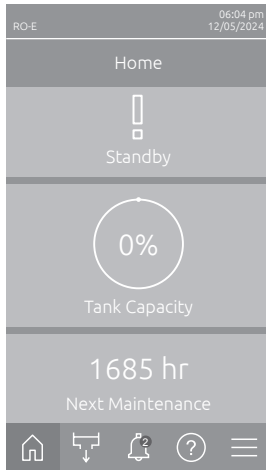 06:04 pm
RO-E
12/05/2024
Home
Standby
0%
Tank Capacity
1685 hr
Next Maintenance
2
?